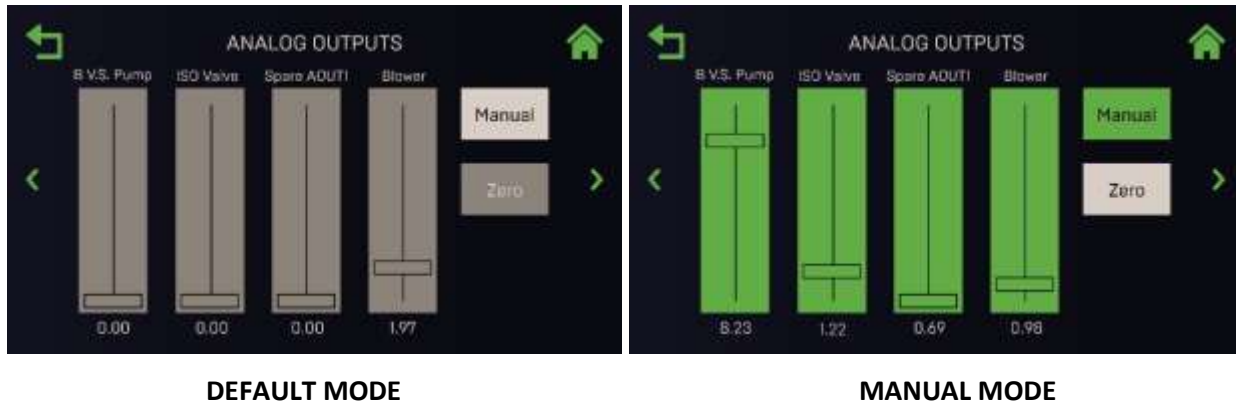 ANALOG OUTPUTS
B V.S. Pump ISO Valve Spare AOUT1 Blower
Manual
Zero
0.00 0.00 0.00 1.97
ANALOG OUTPUTS
B V.S. Pump ISO Valve Spare AOUT1 Blower
Manual
Zero
8.23 1.22 0.69 0.98
DEFAULT MODE
MANUAL MODE